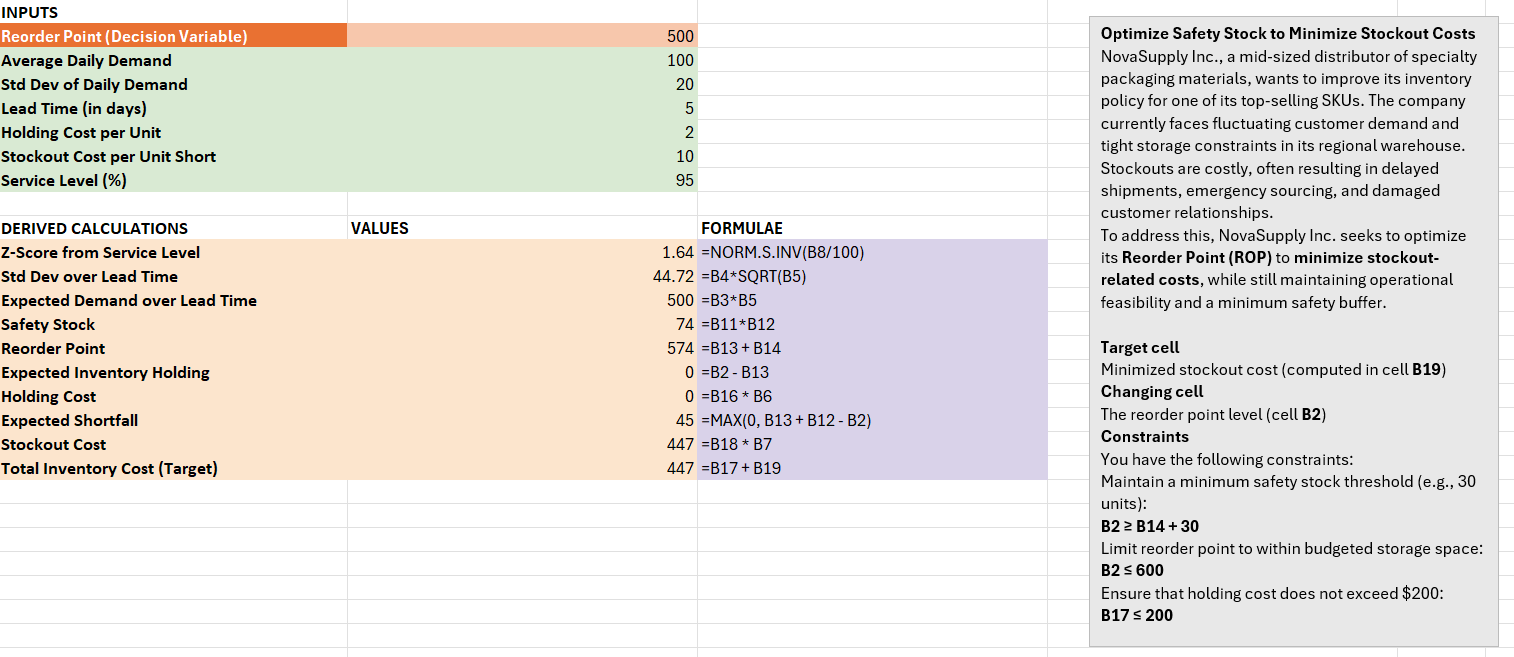 INPUTS
Reorder Point (Decision Variable) 500
Average Daily Demand 100
Std Dev of Daily Demand 20
Lead Time (in days) 5
Holding Cost per Unit 2
Stockout Cost per Unit Short 10
Service Level (%) 95
DERIVED CALCULATIONS VALUES FORMULAE
Z-Score from Service Level 1.64 =NORM.S.INV(B8/100)
Std Dev over Lead Time 44.72 =B4*SQRT(B5)
Expected Demand over Lead Time 500 =B3*B5
Safety Stock 74 =B11*B12
Reorder Point 574 =B13 + B14
Expected Inventory Holding 0 =B2 - B13
Holding Cost 0 =B16 * B6
Expected Shortfall 45 =MAX(0, B13 + B12 - B2)
Stockout Cost 447 =B18 * B7
Total Inventory Cost (Target) 447 =B17 + B19
Optimize Safety Stock to Minimize Stockout Costs
NovaSupply Inc., a mid-sized distributor of specialty
packaging materials, wants to improve its inventory
policy for one of its top-selling SKUs. The company
currently faces fluctuating customer demand and
tight storage constraints in its regional warehouse.
Stockouts are costly, often resulting in delayed
shipments, emergency sourcing, and damaged
customer relationships.
To address this, NovaSupply Inc. seeks to optimize
its Reorder Point (ROP) to minimize stockout-
related costs, while still maintaining operational
feasibility and a minimum safety buffer.
Target cell
Minimized stockout cost (computed in cell B19)
Changing cell
The reorder point level (cell B2)
Constraints
You have the following constraints:
Maintain a minimum safety stock threshold (e.g., 30
units):
B2 ≥ B14 + 30
Limit reorder point to within budgeted storage space:
B2 ≤ 600
Ensure that holding cost does not exceed $200:
B17 ≤ 200